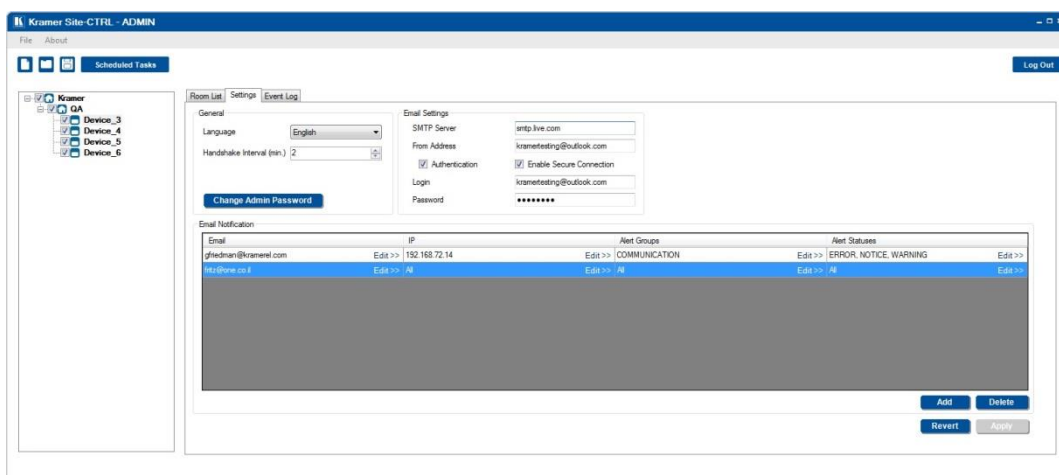 Kramer Site-CTRL - ADMIN
File About
Scheduled Tasks
Log Out
Kramer
QA
Device_3
Device_4
Device_5
Device_6
Room List Settings Event Log
General
Language English
Handshake Interval (min.) 2
Change Admin Password
Email Settings
SMTP Server smtp.live.com
From Address kramertesting@outlook.com
Authentication Enable Secure Connection
Login kramertesting@outlook.com
Password ••••••••
Email Notification
Email IP Alert Groups Alert Statuses
gfriedman@kramerel.com Edit >> 192.168.72.14 Edit >> COMMUNICATION Edit >> ERROR, NOTICE, WARNING Edit >>
fritz@one.co.il Edit >> All Edit >> All Edit >> All Edit >>
Add Delete
Revert Apply